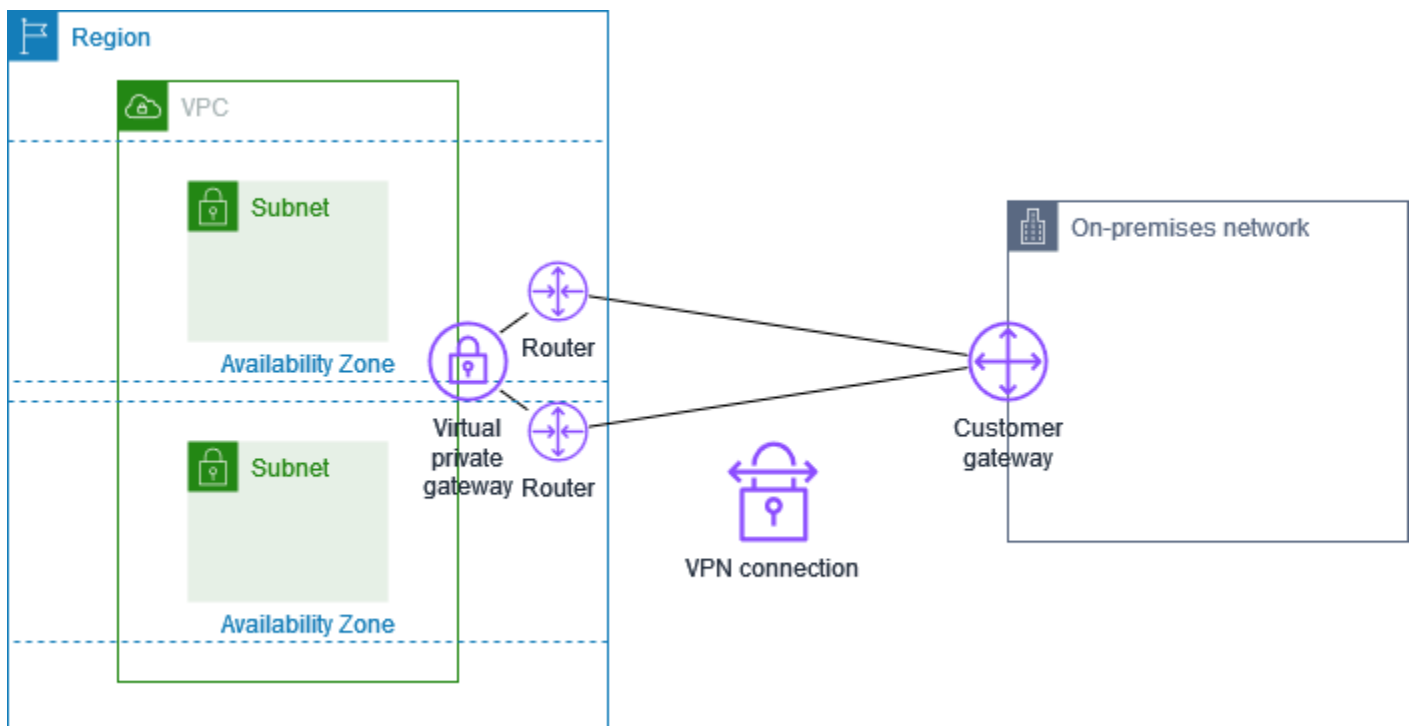 Region
VPC
Subnet
On-premises network
Router
Availability Zone
Virtual
private
gateway
Customer
gateway
Subnet
Router
VPN connection
Availability Zone